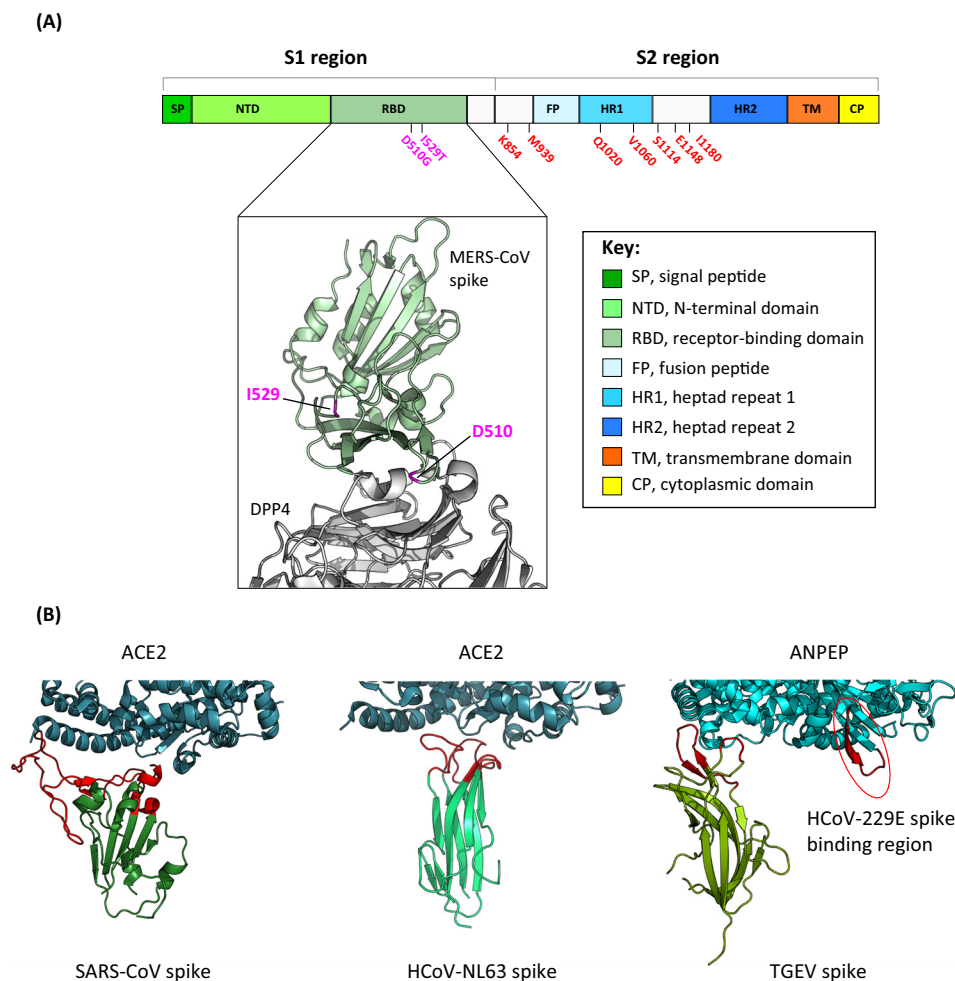 (A)
S1 region
S2 region
SP
NTD
RBD
FP
HR1
HR2
TM
CP
D510G
I529T
K854
M939
Q1020
V1060
S1114
E1148
I1180
MERS-CoV
spike
I529
D510
DPP4
Key:
SP, signal peptide
NTD, N-terminal domain
RBD, receptor-binding domain
FP, fusion peptide
HR1, heptad repeat 1
HR2, heptad repeat 2
TM, transmembrane domain
CP, cytoplasmic domain
(B)
ACE2
ACE2
ANPEP
HCoV-229E spike
binding region
SARS-CoV spike
HCoV-NL63 spike
TGEV spike